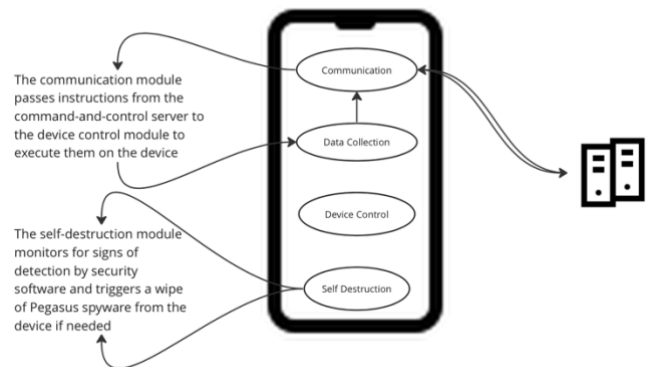 The communication module
passes instructions from the
command-and-control server to
the device control module to
execute them on the device
The self-destruction module
monitors for signs of
detection by security
software and triggers a wipe
of Pegasus spyware from the
device if needed
Communication
Data Collection
Device Control
Self Destruction